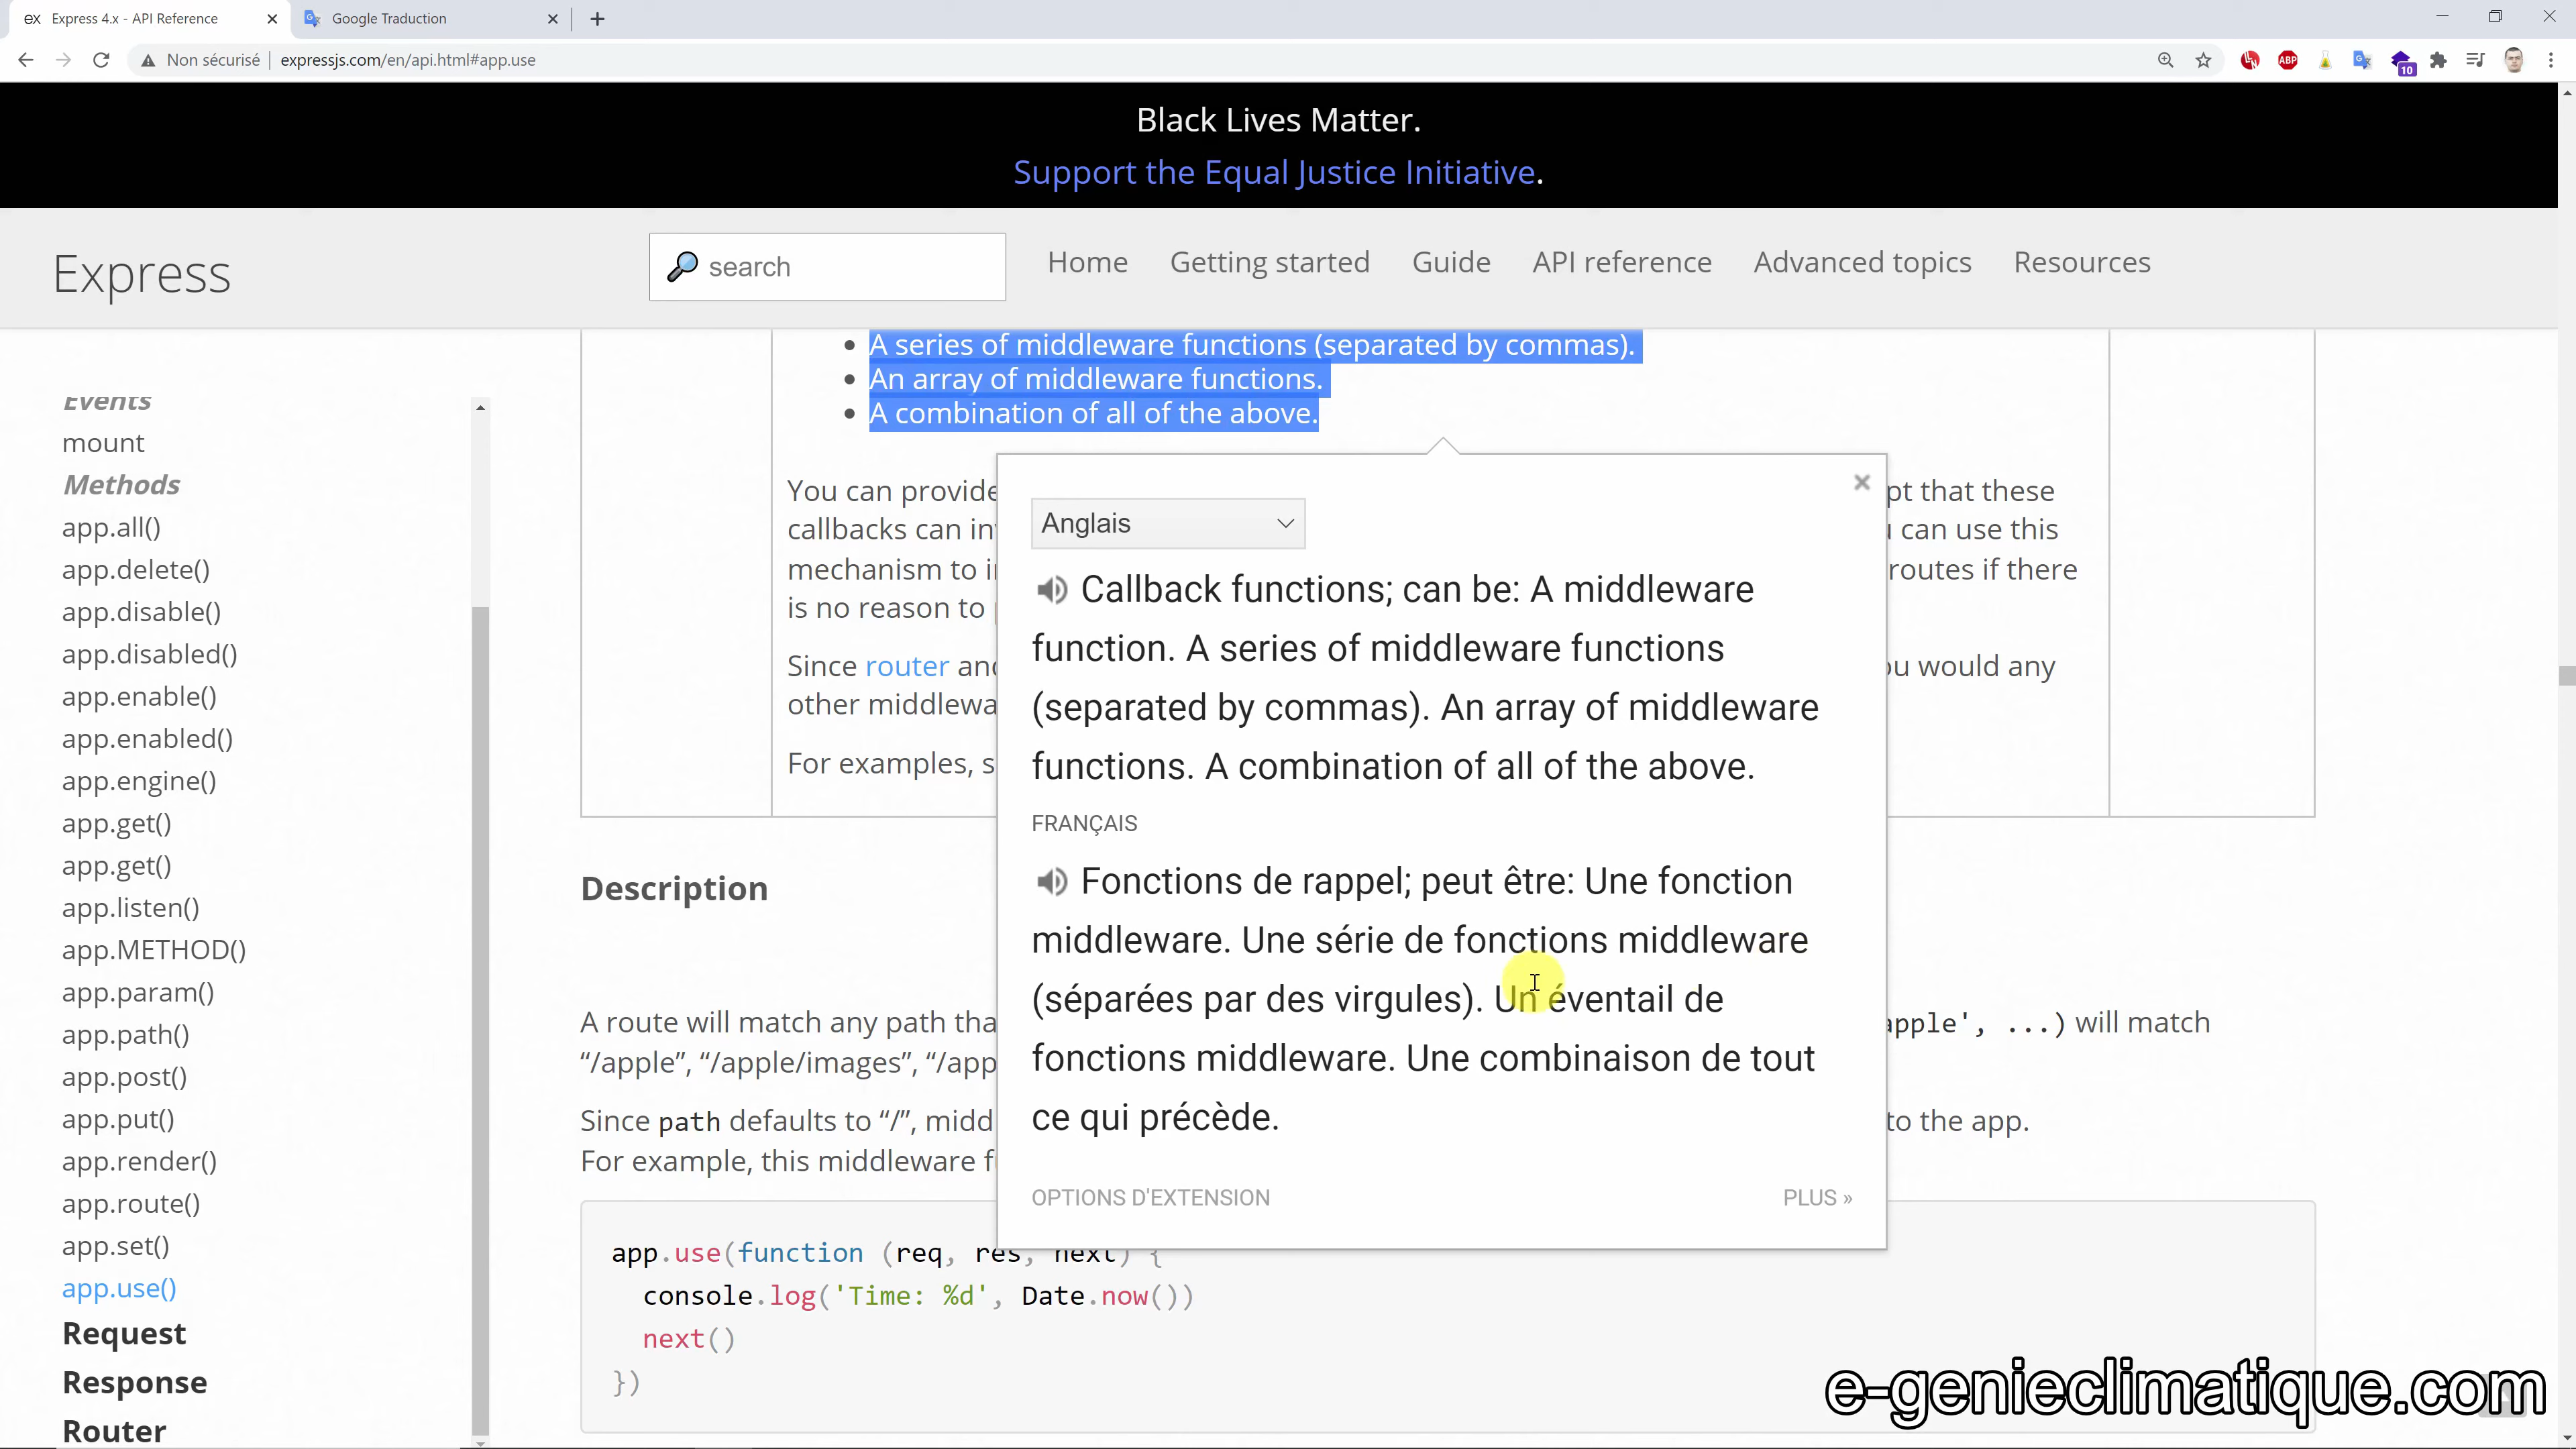 Express 4.x - API Reference
Google Traduction
Non sécurisé
expressjs.com/en/api.html#app.use
ABP
10
Black Lives Matter.
Support the Equal Justice Initiative.
Express
search
Home
Getting started
Guide
API reference
Advanced topics
Resources
Events
mount
Methods
app.all()
app.delete()
app.disable()
app.disabled()
app.enable()
app.enabled()
app.engine()
app.get()
app.get()
app.listen()
app.METHOD()
app.param()
app.path()
app.post()
app.put()
app.render()
app.route()
app.set()
app.use()
Request
Response
Router
A series of middleware functions (separated by commas).
An array of middleware functions.
A combination of all of the above.
You can provide
pt that these
callbacks can in
can use this
mechanism to i
routes if there
is no reason to
Since router and
ou would any
other middlewa
For examples, s
Anglais
Callback functions; can be: A middleware
function. A series of middleware functions
(separated by commas). An array of middleware
functions. A combination of all of the above.
FRANÇAIS
Fonctions de rappel; peut être: Une fonction
middleware. Une série de fonctions middleware
(séparées par des virgules). Un éventail de
fonctions middleware. Une combinaison de tout
ce qui précède.
OPTIONS D'EXTENSION
PLUS »
Description
A route will match any path tha
apple', ...) will match
“/apple”, “/apple/images”, “/app
Since path defaults to “/”, midd
to the app.
For example, this middleware f
app.use(function (req, res, next) {
console.log('Time: %d', Date.now())
next()
})
e-genieclimatique.com